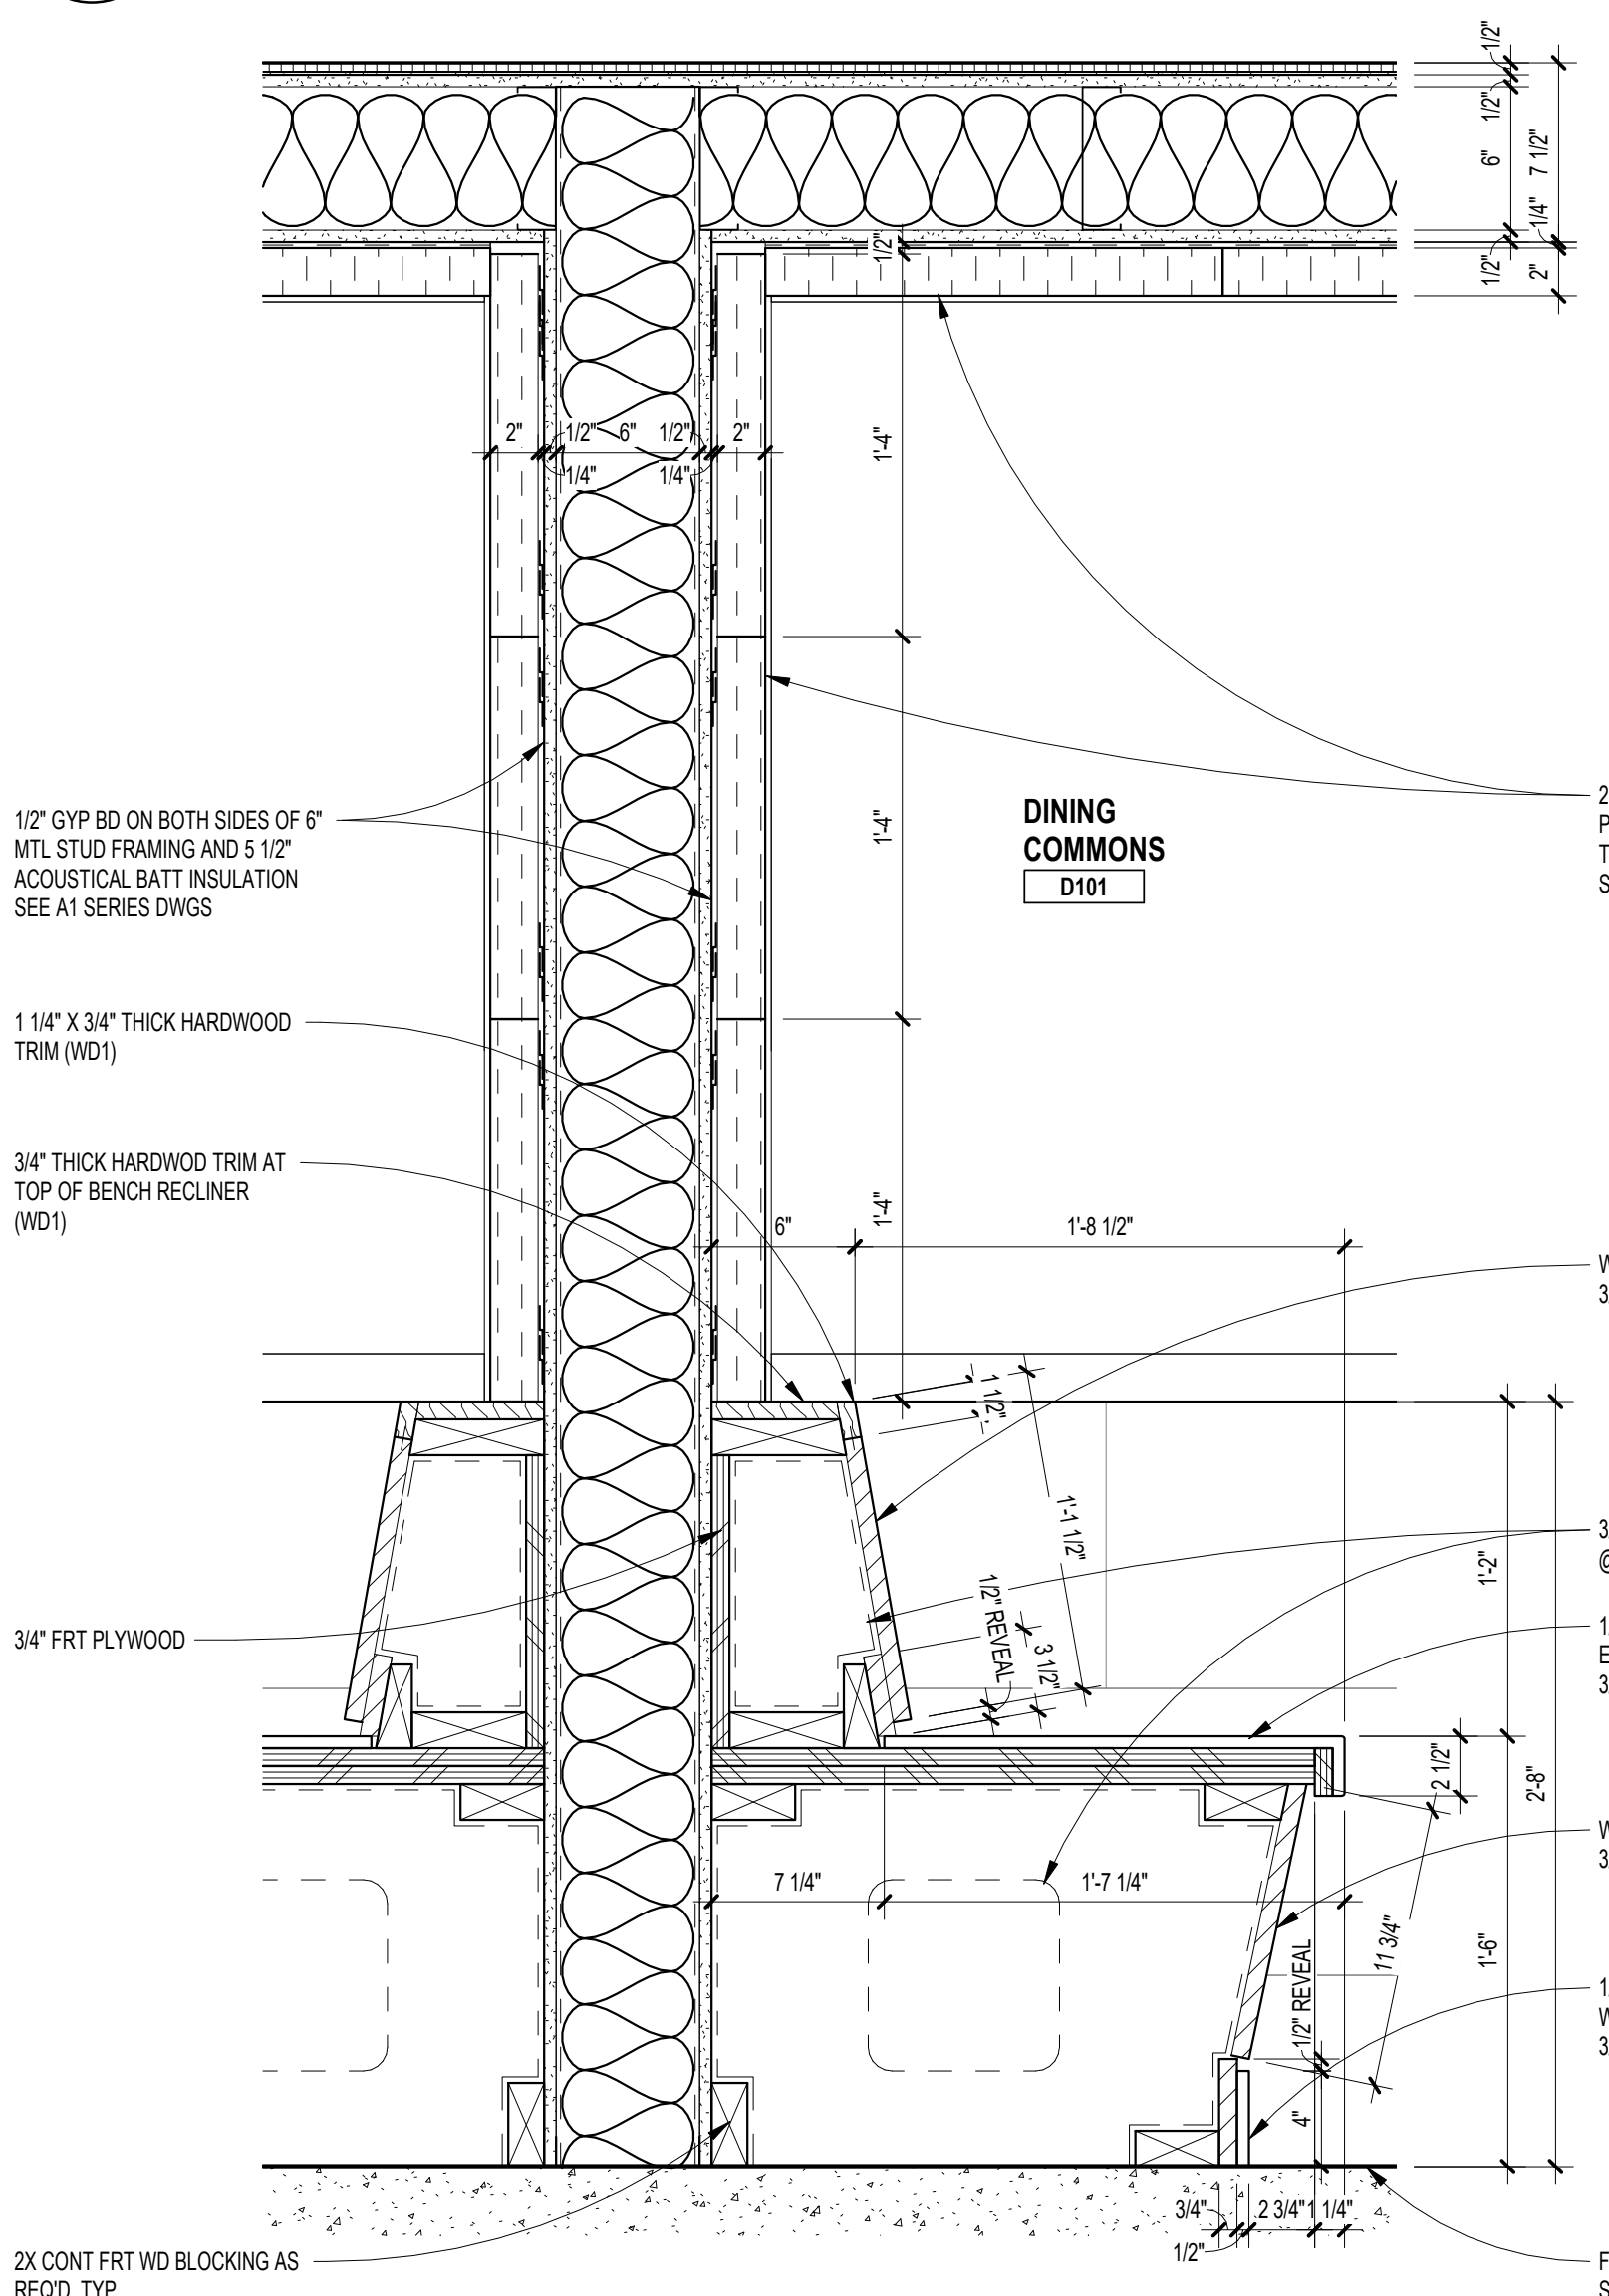 1/2"
1/2"
6"
7 1/2"
1/4"
1/2"
2"
1/2"
2"
1/2"
6"
1/2"
2"
1/4"
1/4"
1'-4"
1'-4"
1'-4"
DINING
COMMONS
D101
1/2" GYP BD ON BOTH SIDES OF 6"
MTL STUD FRAMING AND 5 1/2"
ACOUSTICAL BATT INSULATION
SEE A1 SERIES DWGS
1 1/4" X 3/4" THICK HARDWOOD
TRIM (WD1)
3/4" THICK HARDWOD TRIM AT
TOP OF BENCH RECLINER
(WD1)
6"
1'-8 1/2"
1 1/2"
1'-1 1/2"
1/2" REVEAL
3 1/2"
3/4" FRT PLYWOOD
1'-2"
2 1/2"
2'-8"
7 1/4"
1'-7 1/4"
11 3/4"
1'-6"
1/2" REVEAL
4"
3/4"
2 3/4"
1 1/4"
1/2"
2X CONT FRT WD BLOCKING AS
REQ'D, TYP